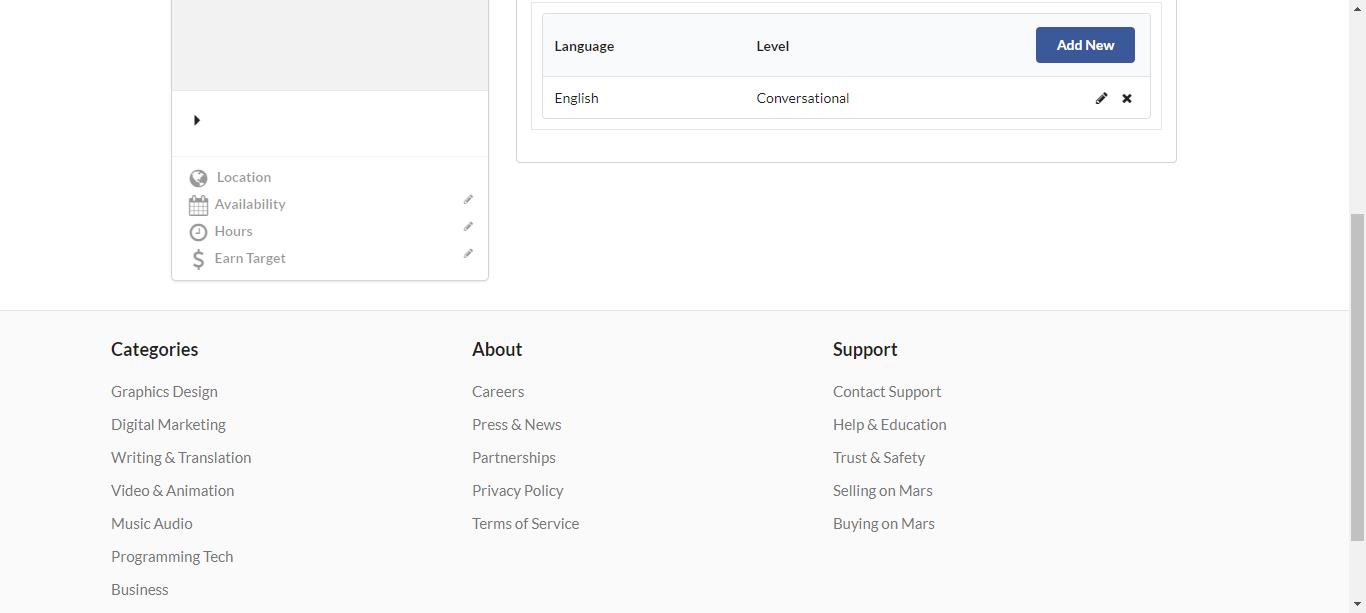 Language Level Add New
English Conversational
Location
Availability
Hours
Earn Target
Categories
Graphics Design
Digital Marketing
Writing & Translation
Video & Animation
Music Audio
Programming Tech
Business
About
Careers
Press & News
Partnerships
Privacy Policy
Terms of Service
Support
Contact Support
Help & Education
Trust & Safety
Selling on Mars
Buying on Mars